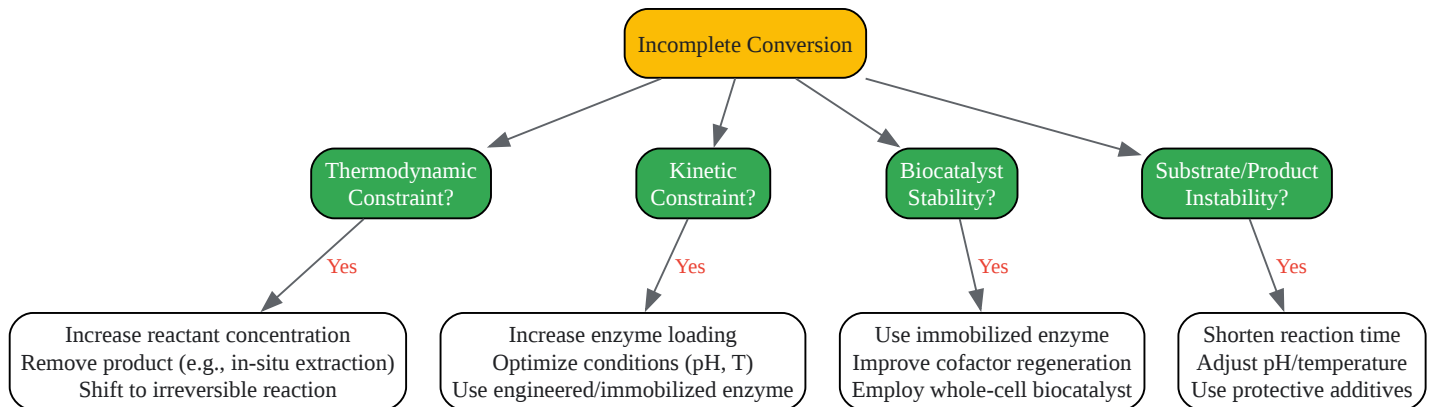 Incomplete Conversion
Thermodynamic
Constraint?
Kinetic
Constraint?
Biocatalyst
Stability?
Substrate/Product
Instability?
Yes
Yes
Yes
Yes
Increase reactant concentration
Remove product (e.g., in-situ extraction)
Shift to irreversible reaction
Increase enzyme loading
Optimize conditions (pH, T)
Use engineered/immobilized enzyme
Use immobilized enzyme
Improve cofactor regeneration
Employ whole-cell biocatalyst
Shorten reaction time
Adjust pH/temperature
Use protective additives